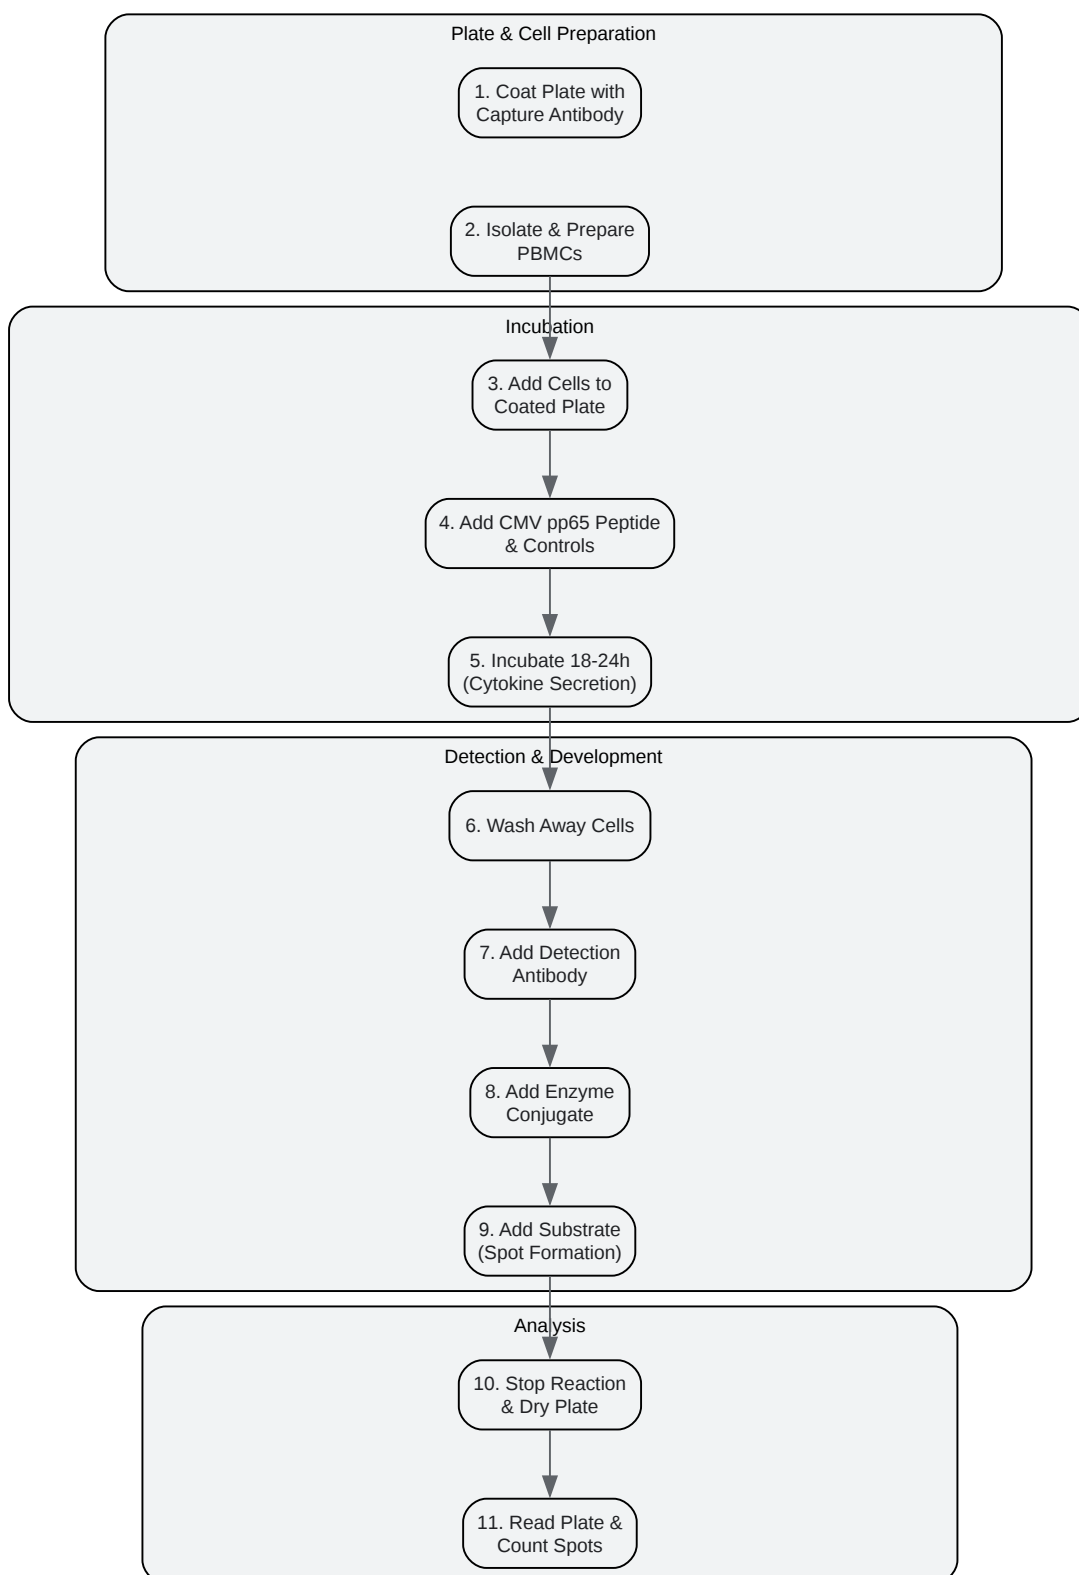 Plate & Cell Preparation
1. Coat Plate with
Capture Antibody
2. Isolate & Prepare
PBMCs
Incubation
3. Add Cells to
Coated Plate
4. Add CMV pp65 Peptide
& Controls
5. Incubate 18-24h
(Cytokine Secretion)
Detection & Development
6. Wash Away Cells
7. Add Detection
Antibody
8. Add Enzyme
Conjugate
9. Add Substrate
(Spot Formation)
Analysis
10. Stop Reaction
& Dry Plate
11. Read Plate &
Count Spots